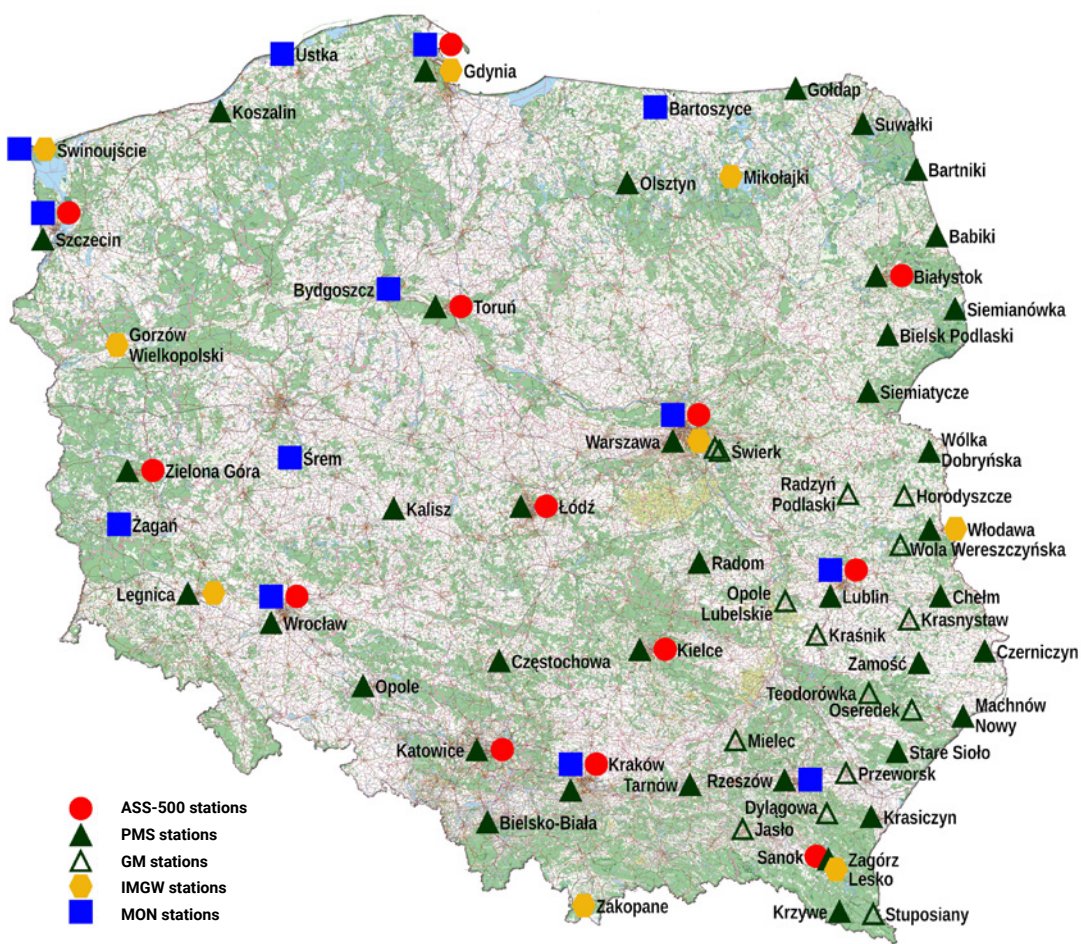 Ustka
Gdynia
Gołdap
Koszalin
Bartoszyce
Suwałki
Świnoujście
Bartniki
Mikołajki
Olsztyn
Szczecin
Babiki
Białystok
Bydgoszcz
Toruń
Siemianówka
Bielsk Podlaski
Gorzów
Wielkopolski
Siemiatycze
Warszawa
Świerk
Wólka
Dobryńska
Śrem
Zielona Góra
Radzyń
Podlaski
Horodyszcze
Kalisz
Łódź
Żagań
Włodawa
Wola Wereszczyńska
Radom
Legnica
Opole
Lubelskie
Lublin
Chełm
Wrocław
Krasnystaw
Kraśnik
Kielce
Czerniczyn
Częstochowa
Zamość
Opole
Teodorówka
Oseredek
Machnów
Nowy
Mielec
Katowice
Stare Sioło
Kraków
Tarnów
Rzeszów
Przeworsk
Dylągowa
Krasiczyn
Bielsko-Biała
Jasło
Sanok
Zagórz
Lesko
Zakopane
Krzywe
Stuposiany
ASS-500 stations
PMS stations
GM stations
IMGW stations
MON stations